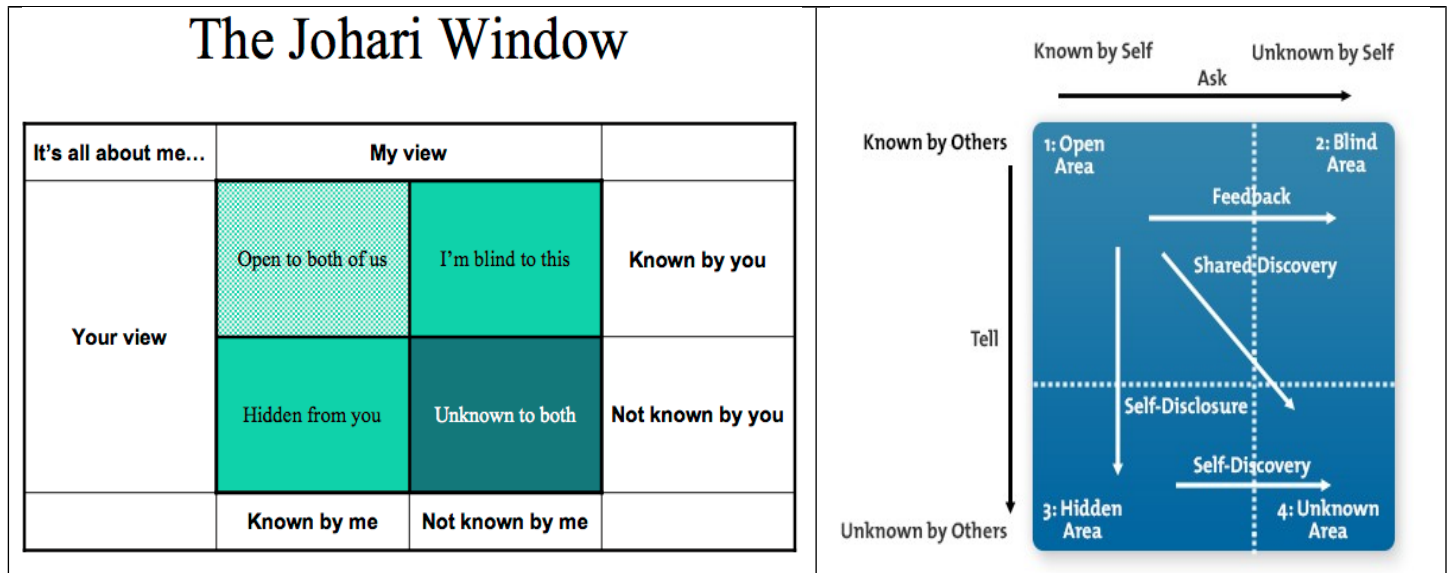 The Johari Window
It's all about me...
My view
Your view
Open to both of us
I'm blind to this
Known by you
Hidden from you
Unknown to both
Not known by you
Known by me
Not known by me
Known by Self
Unknown by Self
Ask
Known by Others
Tell
Unknown by Others
1: Open
Area
2: Blind
Area
Feedback
Shared Discovery
Self-Disclosure
Self-Discovery
3: Hidden
Area
4: Unknown
Area